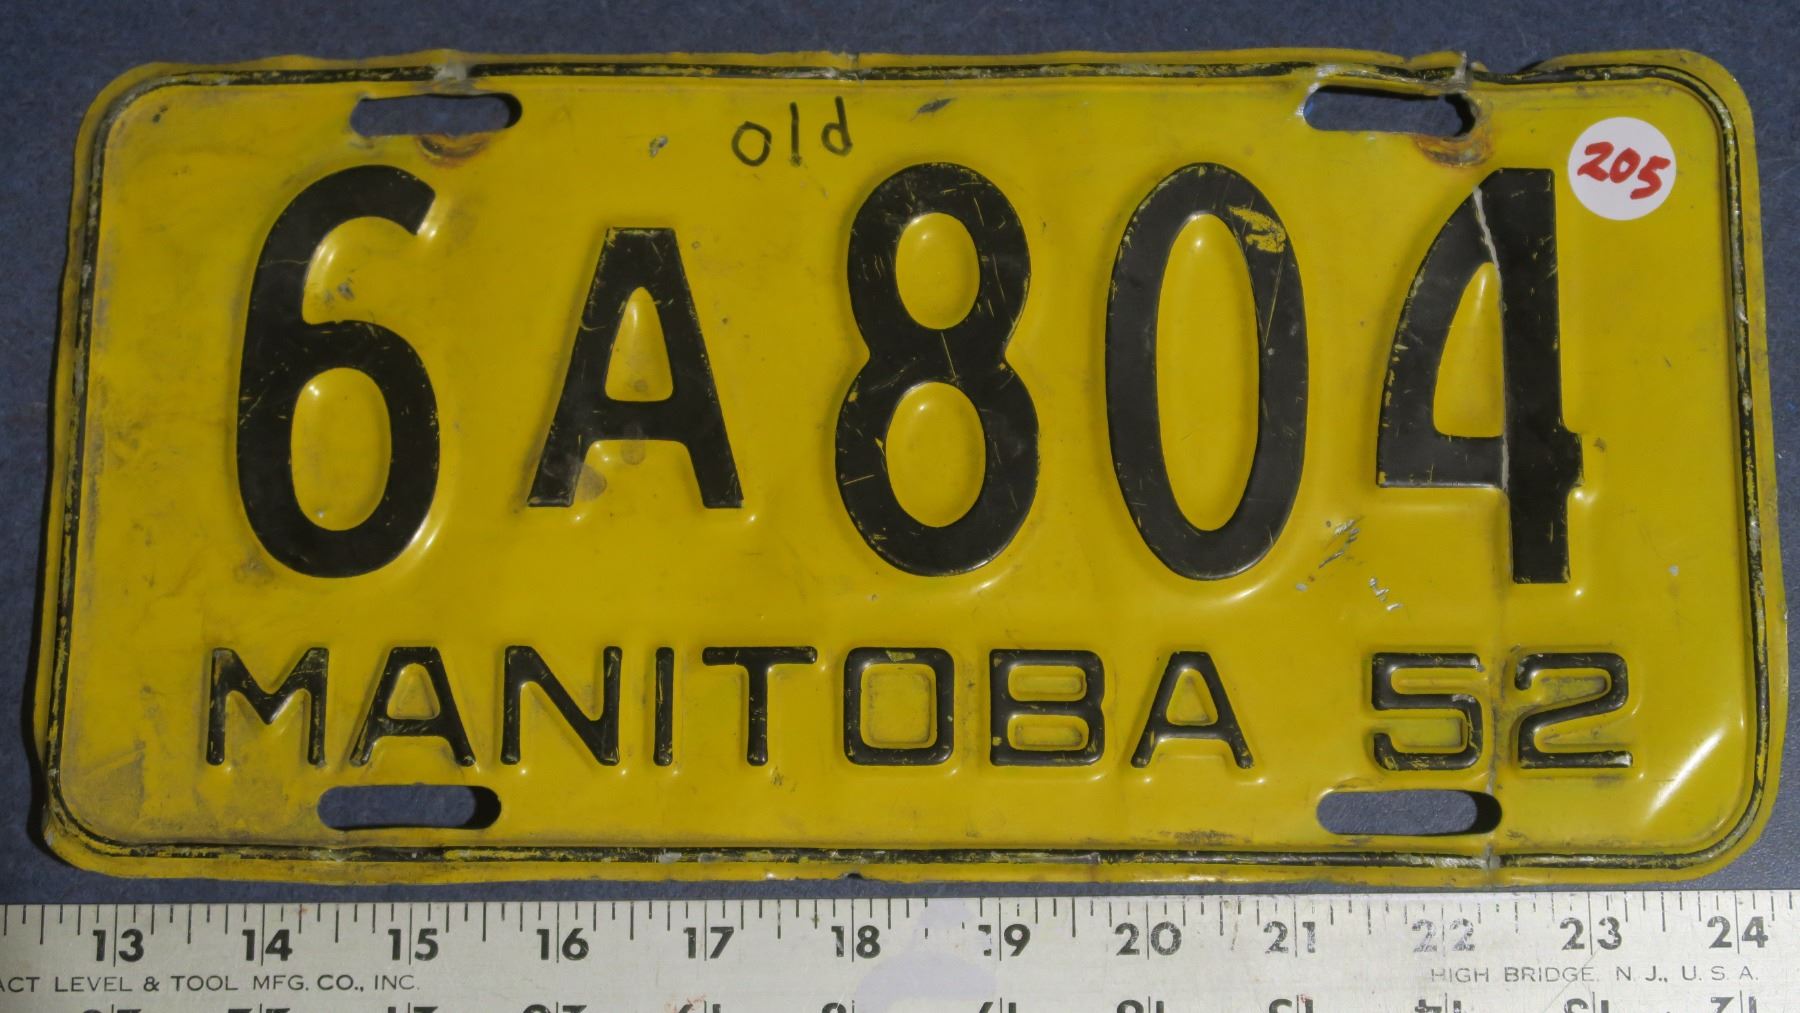 old
205
6A804
MANITOBA 52
13 14 15 16 17 18 19 20 21 22 23 24
ACT LEVEL & TOOL MFG. CO., INC. HIGH BRIDGE, N. J., U. S. A.